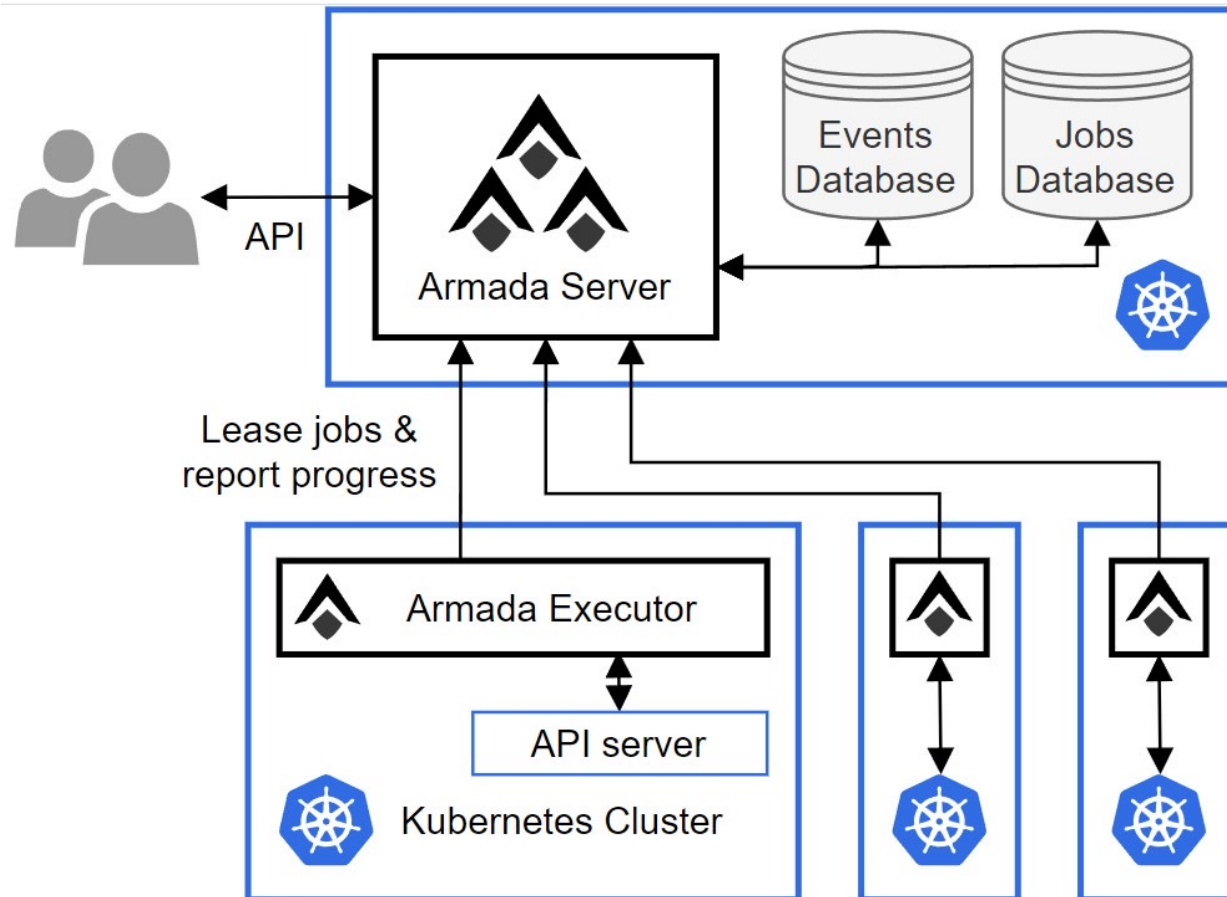 Events
Database
Jobs
Database
API
Armada Server
Lease jobs &
report progress
Armada Executor
API server
Kubernetes Cluster